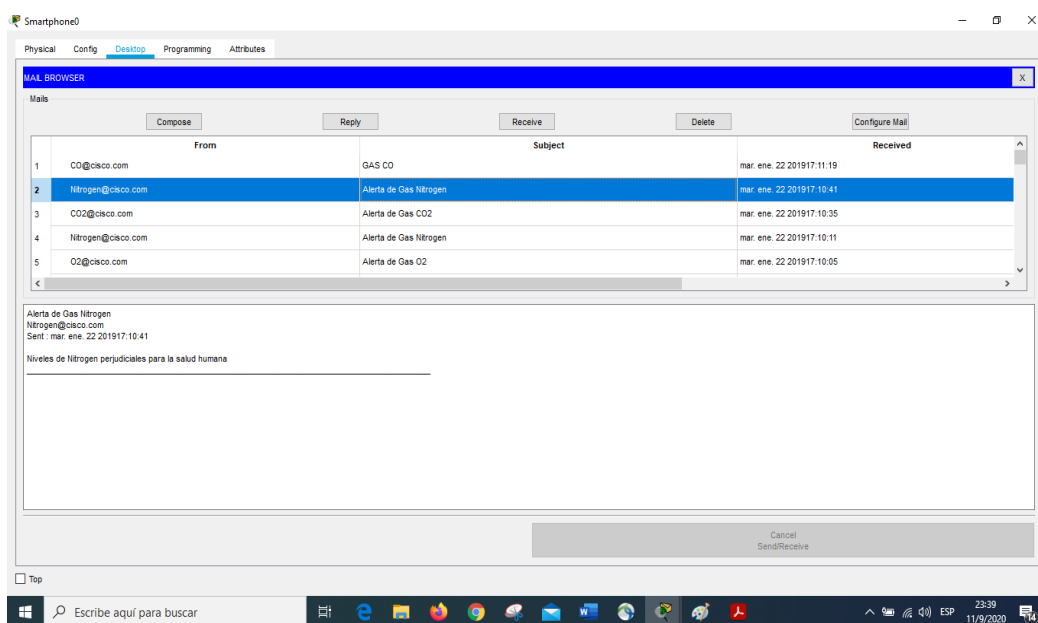 Smartphone0
Physical Config Desktop Programming Attributes
MAIL BROWSER X
Mails
Compose Reply Receive Delete Configure Mail
From Subject Received
1 CO@cisco.com GAS CO mar. ene. 22 201917:11:19
2 Nitrogen@cisco.com Alerta de Gas Nitrogen mar. ene. 22 201917:10:41
3 CO2@cisco.com Alerta de Gas CO2 mar. ene. 22 201917:10:35
4 Nitrogen@cisco.com Alerta de Gas Nitrogen mar. ene. 22 201917:10:11
5 O2@cisco.com Alerta de Gas O2 mar. ene. 22 201917:10:05
Alerta de Gas Nitrogen
Nitrogen@cisco.com
Sent : mar. ene. 22 201917:10:41
Niveles de Nitrogen perjudiciales para la salud humana
Cancel
Send/Receive
Top
Escribe aquí para buscar
ESP
23:39
11/9/2020
14